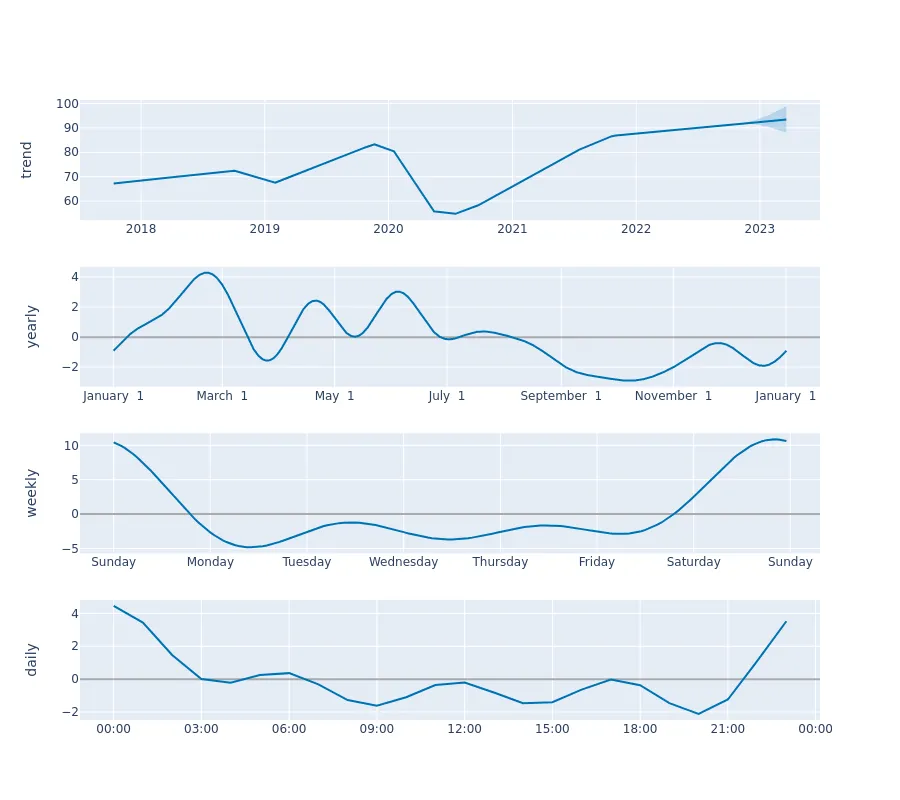 trend
100
90
80
70
60
2018 2019 2020 2021 2022 2023
yearly
4
2
0
−2
January 1 March 1 May 1 July 1 September 1 November 1 January 1
weekly
10
5
0
−5
Sunday Monday Tuesday Wednesday Thursday Friday Saturday Sunday
daily
4
2
0
−2
00:00 03:00 06:00 09:00 12:00 15:00 18:00 21:00 00:00